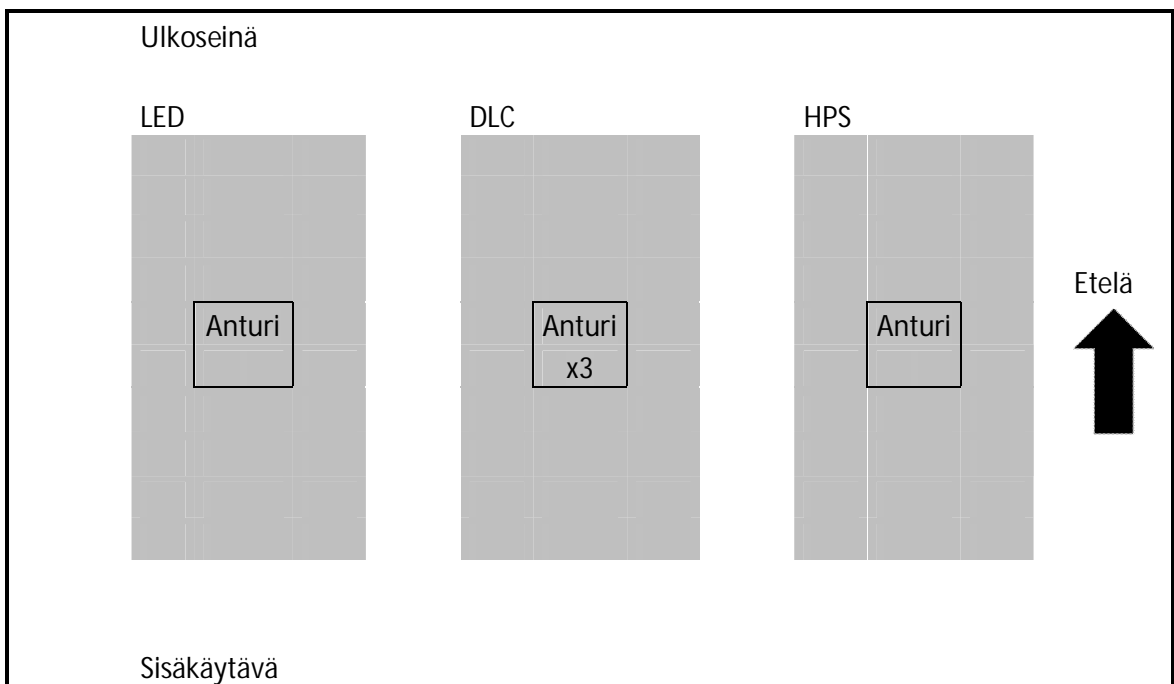 Ulkoseinä
LED DLC HPS
Etelä
Anturi Anturi Anturi
x3
Sisäkäytävä